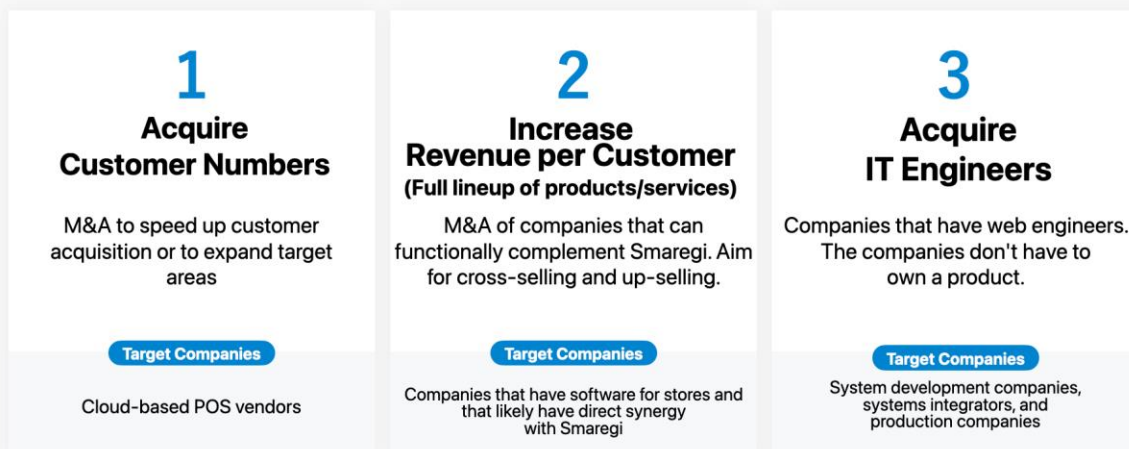 1
Acquire
Customer Numbers
M&A to speed up customer
acquisition or to expand target
areas
Target Companies
Cloud-based POS vendors
2
Increase
Revenue per Customer
(Full lineup of products/services)
M&A of companies that can
functionally complement Smaregi. Aim
for cross-selling and up-selling.
Target Companies
Companies that have software for stores and
that likely have direct synergy
with Smaregi
3
Acquire
IT Engineers
Companies that have web engineers.
The companies don't have to
own a product.
Target Companies
System development companies,
systems integrators, and
production companies